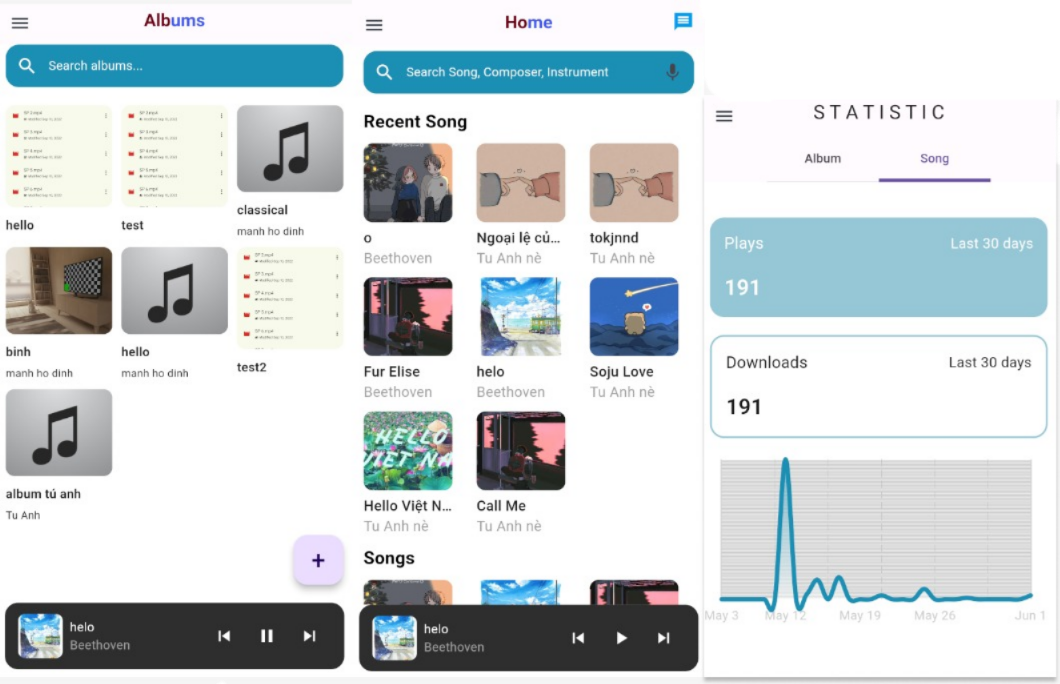 Albums
Search albums...
hello
test
classical
manh ho dinh
binh
manh ho dinh
hello
manh ho dinh
test2
album tú anh
Tu Anh
+
helo
Beethoven
Home
Search Song, Composer, Instrument
Recent Song
o
Beethoven
Ngoại lệ củ...
Tu Anh nè
tokjnnd
Tu Anh nè
Fur Elise
Beethoven
helo
Beethoven
Soju Love
Tu Anh nè
HELLO
VIET NA
Hello Việt N...
Tu Anh nè
Call Me
Tu Anh nè
Songs
helo
Beethoven
STATISTIC
Album Song
Plays Last 30 days
191
Downloads Last 30 days
191
May 3 May 12 May 19 May 26 Jun 1